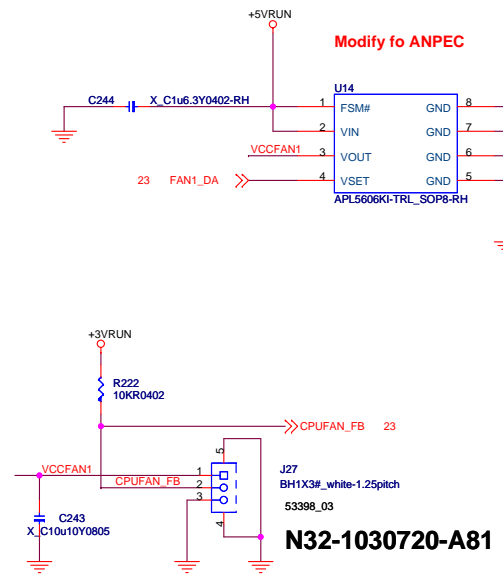 +5VRUN
Modify fo ANPEC
U14
C244
X_C1u6.3Y0402-RH
1 FSM# GND 8
2 VIN GND 7
VCCFAN1 3 VOUT GND 6
23 FAN1_DA 4 VSET GND 5
APL5606KI-TRL_SOP8-RH
+3VRUN
R222
10KR0402
CPUFAN_FB 23
5
VCCFAN1 1
CPUFAN_FB 2
3
4
J27
BH1X3#_white-1.25pitch
53398_03
C243
X_C10u10Y0805
N32-1030720-A81